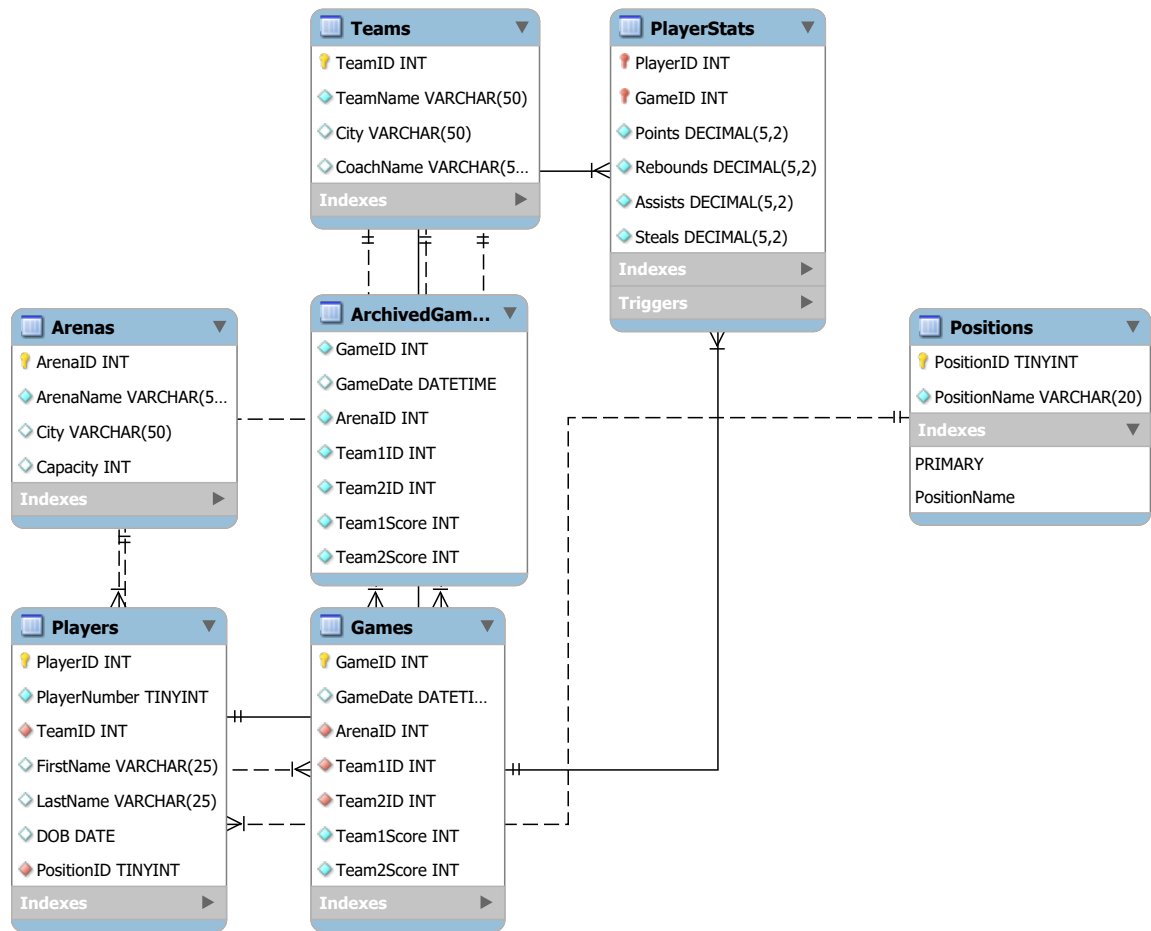 Teams
TeamID INT
TeamName VARCHAR(50)
City VARCHAR(50)
CoachName VARCHAR(5...
Indexes
PlayerStats
PlayerID INT
GameID INT
Points DECIMAL(5,2)
Rebounds DECIMAL(5,2)
Assists DECIMAL(5,2)
Steals DECIMAL(5,2)
Indexes
Triggers
Arenas
ArenaID INT
ArenaName VARCHAR(5...
City VARCHAR(50)
Capacity INT
Indexes
ArchivedGam...
GameID INT
GameDate DATETIME
ArenaID INT
Team1ID INT
Team2ID INT
Team1Score INT
Team2Score INT
Positions
PositionID TINYINT
PositionName VARCHAR(20)
Indexes
PRIMARY
PositionName
Players
PlayerID INT
PlayerNumber TINYINT
TeamID INT
FirstName VARCHAR(25)
LastName VARCHAR(25)
DOB DATE
PositionID TINYINT
Indexes
Games
GameID INT
GameDate DATETI...
ArenaID INT
Team1ID INT
Team2ID INT
Team1Score INT
Team2Score INT
Indexes